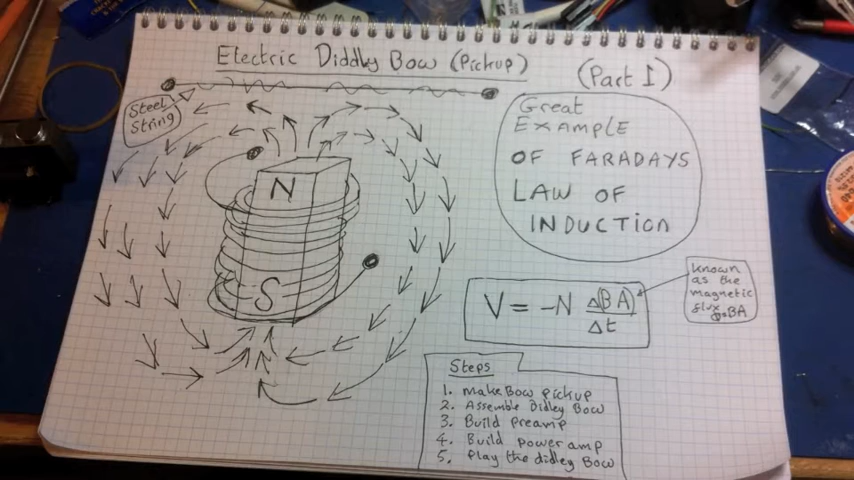 Electric Diddley Bow (Pickup)
(Part 1)
Steel
String
Great
EXAMPLE
OF FARADAYS
LAW OF
INDUCTION
N
S
V = -N Δ(BA)
Δt
known
as the
magnetic
flux
=BA
Steps
1. Make Bow pickup
2. Assemble Didley Bow
3. Build preamp
4. Build power amp
5. Play the didley Bow